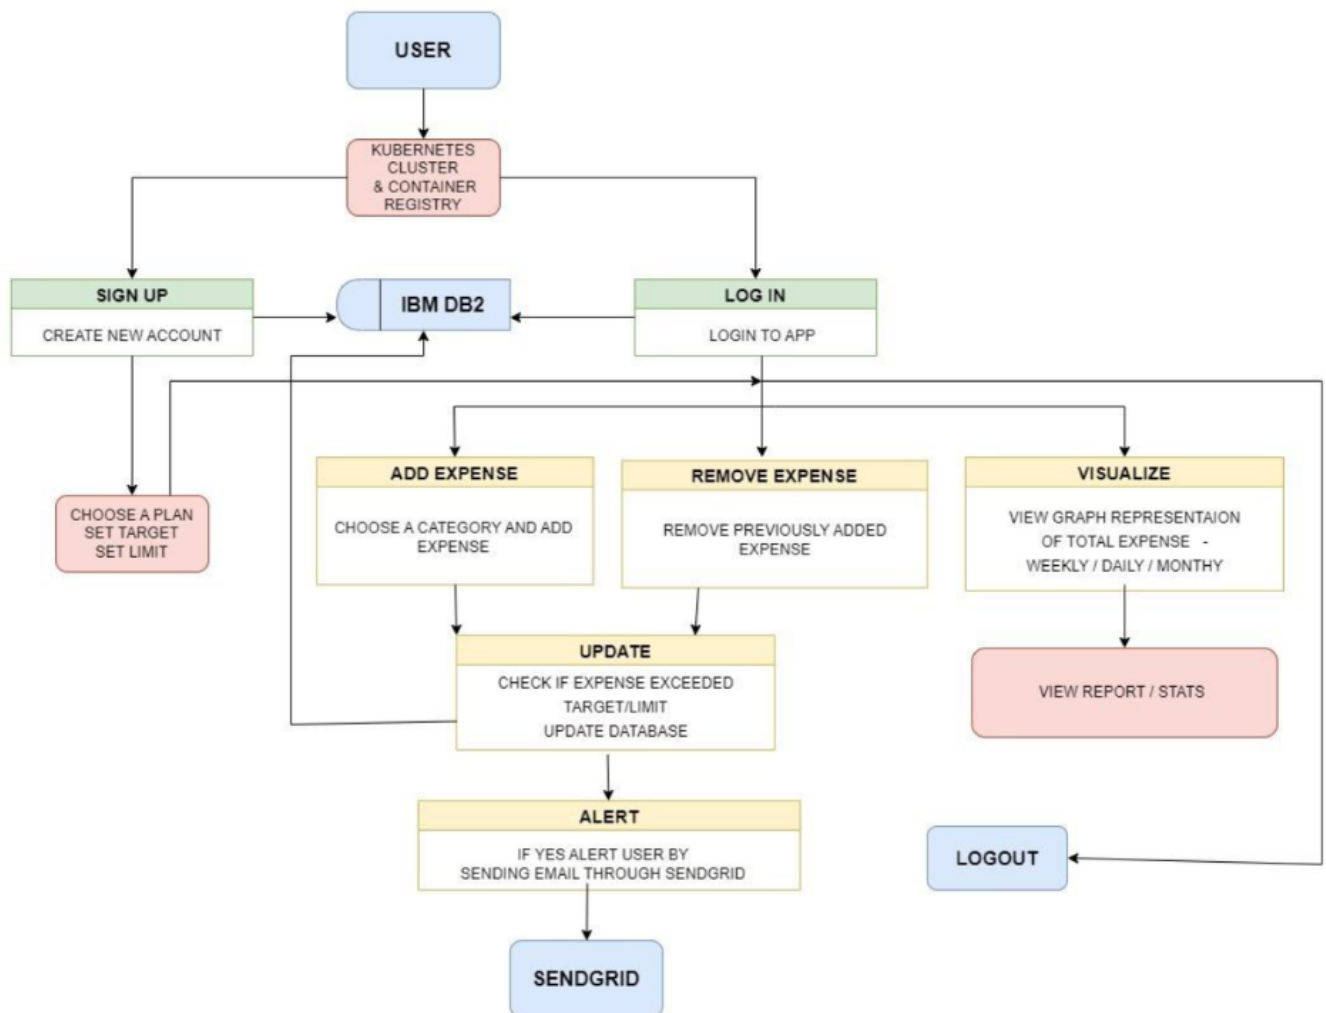 USER
KUBERNETES
CLUSTER
& CONTAINER
REGISTRY
SIGN UP
CREATE NEW ACCOUNT
IBM DB2
LOG IN
LOGIN TO APP
CHOOSE A PLAN
SET TARGET
SET LIMIT
ADD EXPENSE
CHOOSE A CATEGORY AND ADD
EXPENSE
REMOVE EXPENSE
REMOVE PREVIOUSLY ADDED
EXPENSE
VISUALIZE
VIEW GRAPH REPRESENTAION
OF TOTAL EXPENSE -
WEEKLY / DAILY / MONTHY
UPDATE
CHECK IF EXPENSE EXCEEDED
TARGET/LIMIT
UPDATE DATABASE
VIEW REPORT / STATS
ALERT
IF YES ALERT USER BY
SENDING EMAIL THROUGH SENDGRID
LOGOUT
SENDGRID